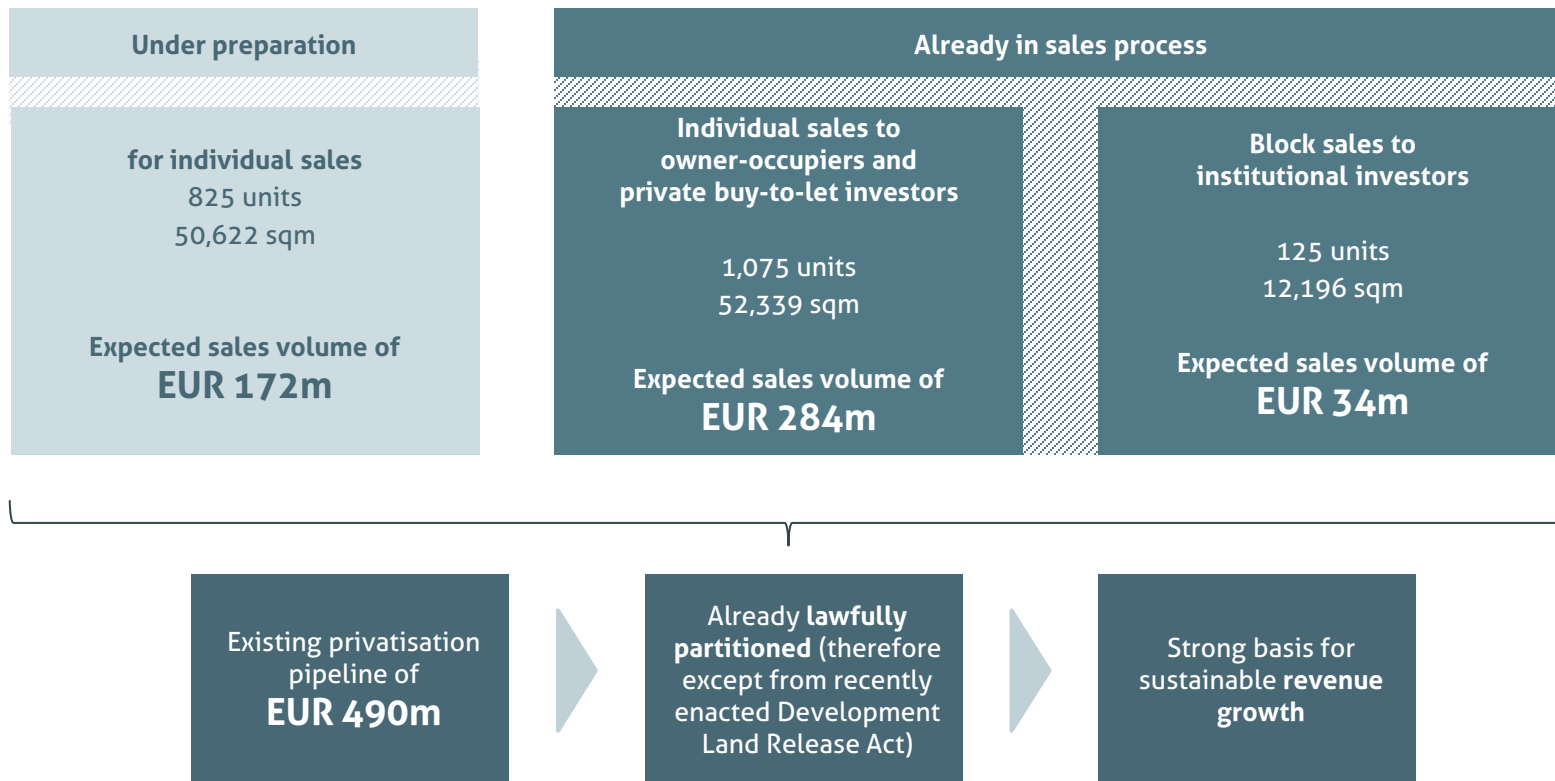 Under preparation
for individual sales
825 units
50,622 sqm
Expected sales volume of
EUR 172m
Already in sales process
Individual sales to
owner-occupiers and
private buy-to-let investors
1,075 units
52,339 sqm
Expected sales volume of
EUR 284m
Block sales to
institutional investors
125 units
12,196 sqm
Expected sales volume of
EUR 34m
Existing privatisation
pipeline of
EUR 490m
Already lawfully
partitioned (therefore
except from recently
enacted Development
Land Release Act)
Strong basis for
sustainable revenue
growth